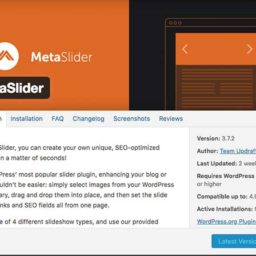 MetaSlider
aSlider
Installation FAQ Changelog Screenshots Reviews
Slider, you can create your own unique, SEO-optimized
n a matter of seconds!
Press' most popular slider plugin, enhancing your blog or
uldn't be easier: simply select images from your WordPress
rary, drag and drop them into place, and then set the slide
nks and SEO fields all from one page.
e of 4 different slideshow types, and use our provided
Version: 3.7.2
Author: Team Updraft
Last Updated: 2 week
Requires WordPress
or higher
Compatible up to: 4.
Active Installations:
WordPress.org Plugin
Latest Version